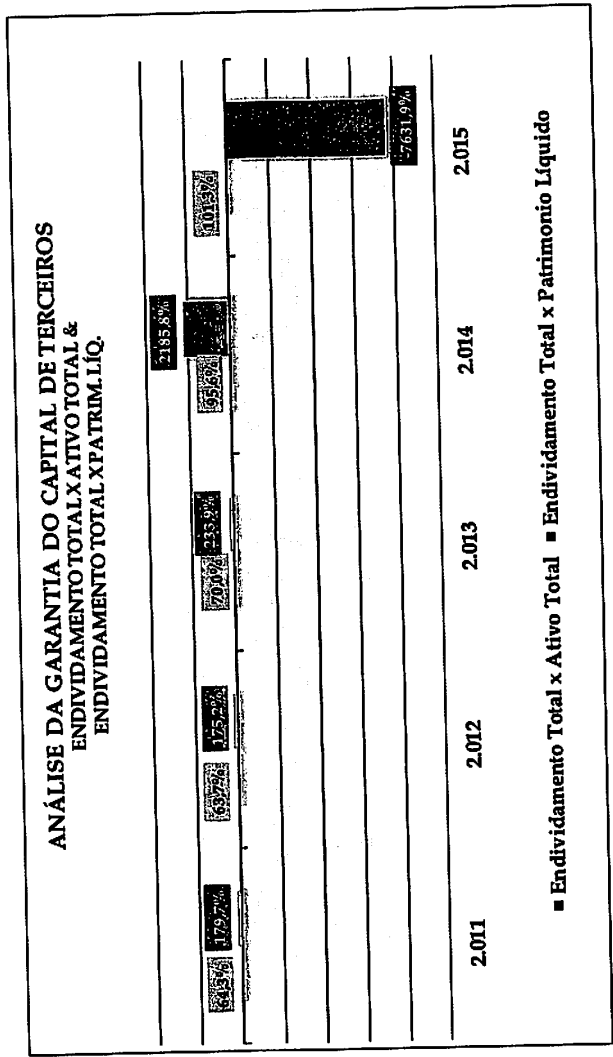 ANÁLISE DA GARANTIA DO CAPITAL DE TERCEIROS
ENDIVIDAMENTO TOTAL X ATIVO TOTAL &
ENDIVIDAMENTO TOTAL X PATRIM. LÍQ.
64,3%
179,7%
63,7%
175,2%
70,0%
95,6%
2185,8%
101,3%
-7631,9%
2.011
2.012
2.013
2.014
2.015
Endividamento Total x Ativo Total
Endividamento Total x Patrimonio Líquido